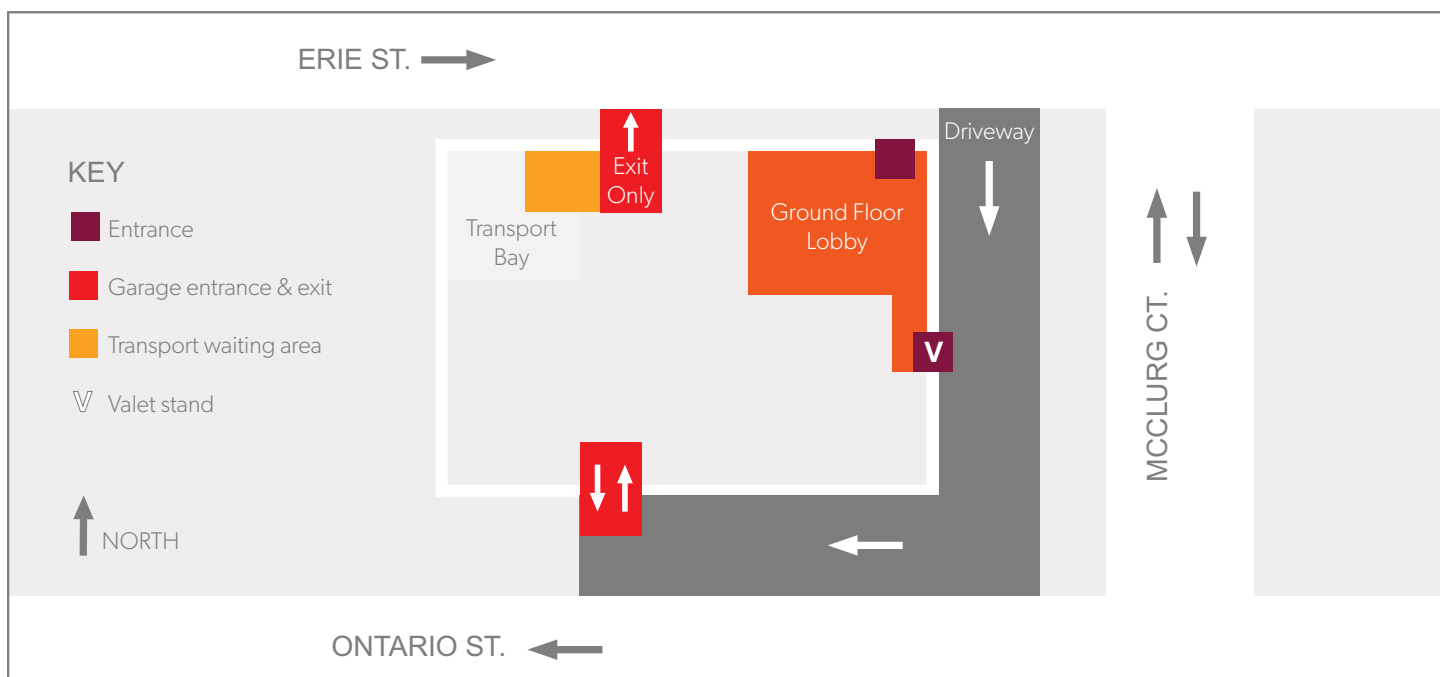 ERIE ST.
KEY
Entrance
Garage entrance & exit
Transport waiting area
V Valet stand
NORTH
Transport
Bay
Exit
Only
Ground Floor
Lobby
V
Driveway
MCCLURG CT.
ONTARIO ST.